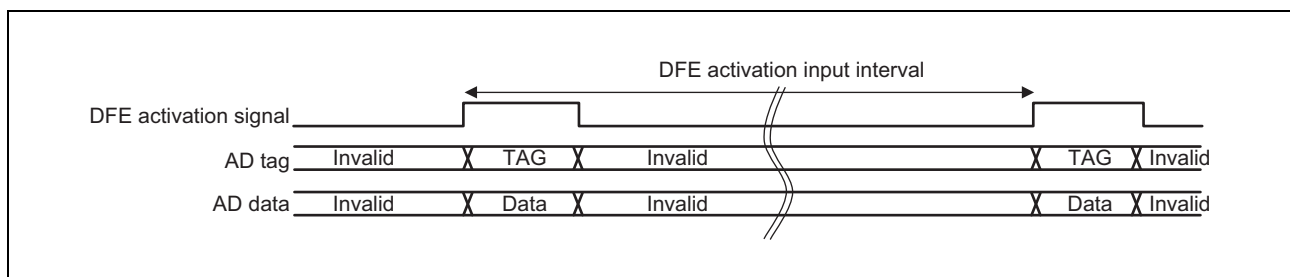 DFE activation input interval
DFE activation signal
AD tag Invalid TAG Invalid TAG Invalid
AD data Invalid Data Invalid Data Invalid